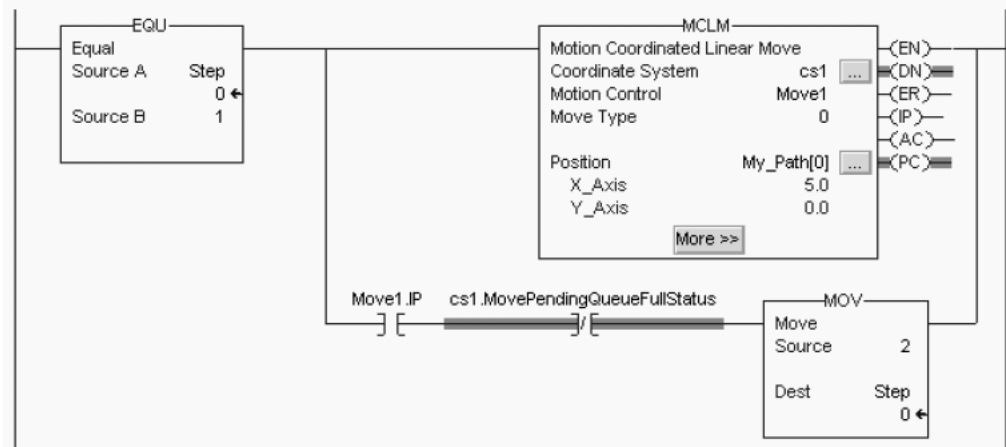 EQU
Equal
Source A Step
0
Source B 1
MCLM
Motion Coordinated Linear Move
Coordinate System cs1 ...
Motion Control Move1
Move Type 0
Position My_Path[0] ...
X_Axis 5.0
Y_Axis 0.0
More >>
(EN)
(DN)
(ER)
(IP)
(AC)
(PC)
Move1.IP cs1.MovePendingQueueFullStatus
/
MOV
Move
Source 2
Dest Step
0